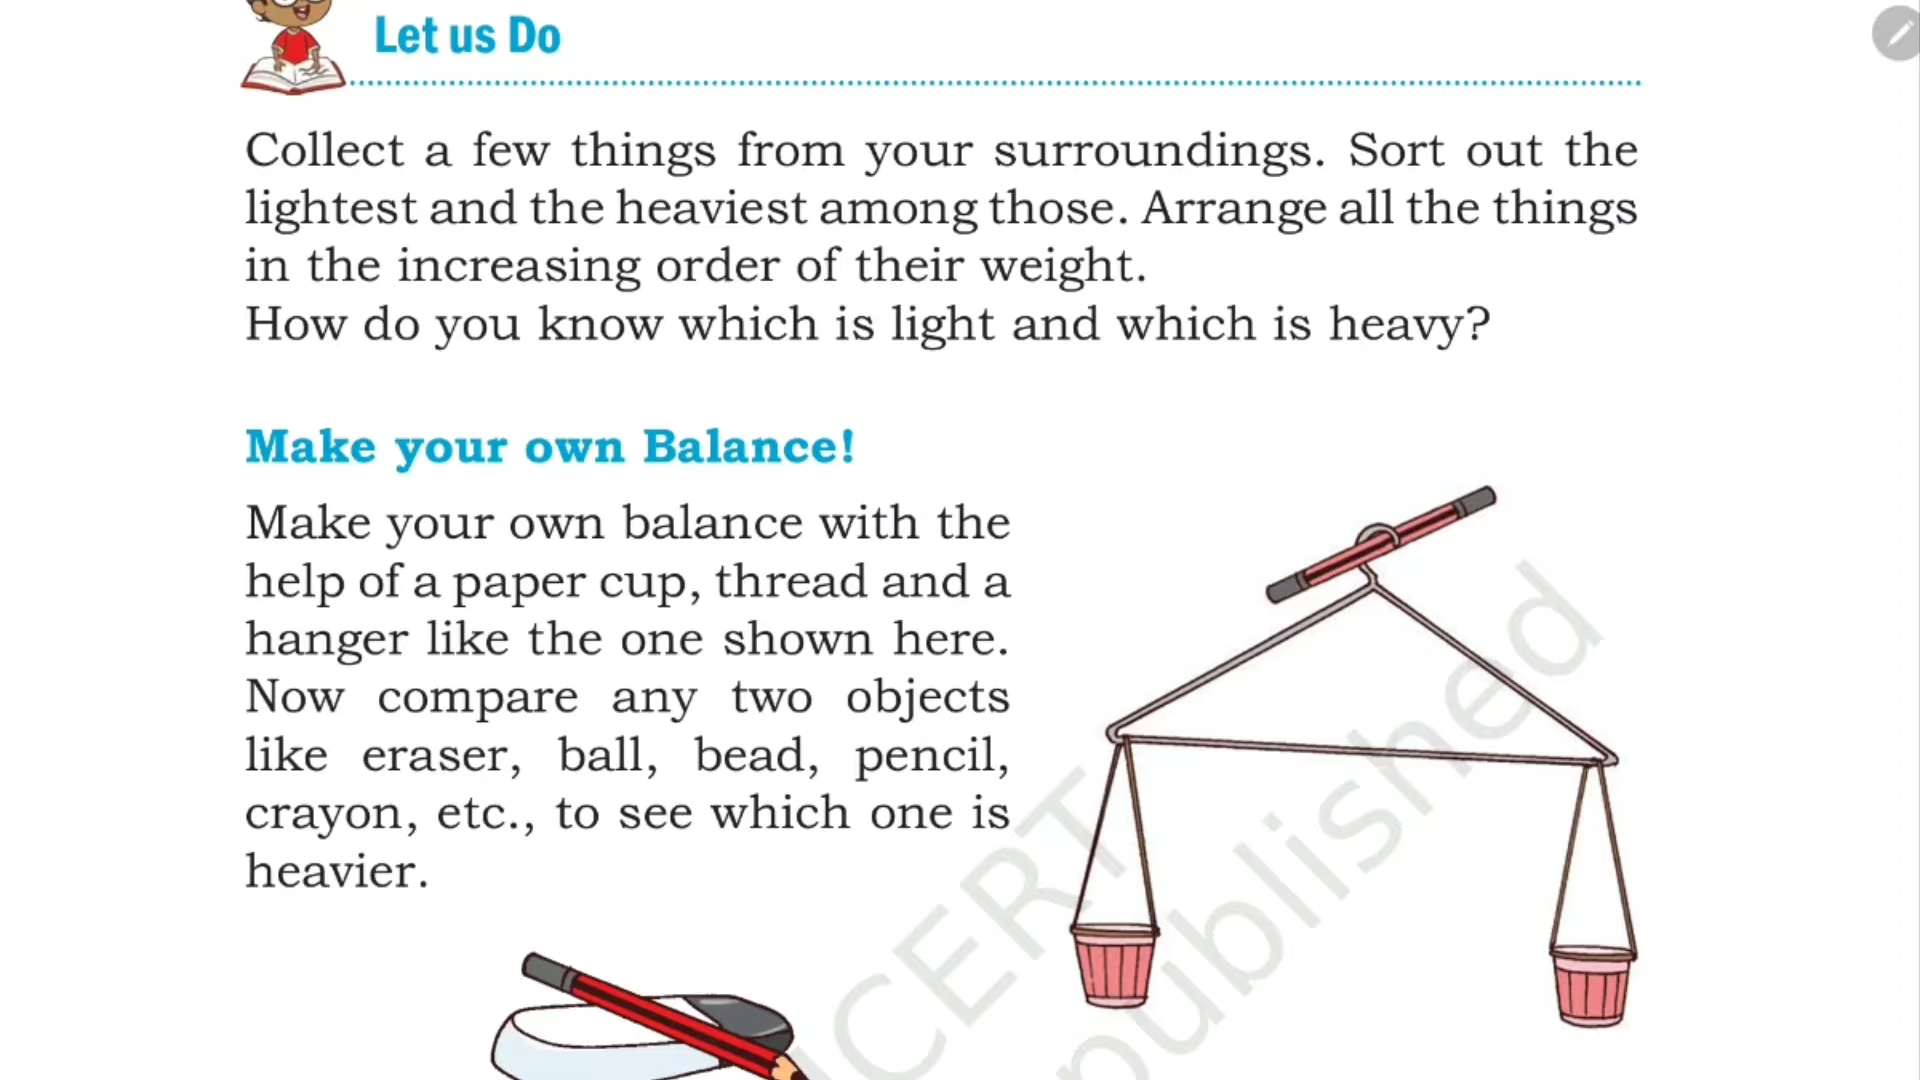 Let us Do
Collect a few things from your surroundings. Sort out the
lightest and the heaviest among those. Arrange all the things
in the increasing order of their weight.
How do you know which is light and which is heavy?
Make your own Balance!
Make your own balance with the
help of a paper cup, thread and a
hanger like the one shown here.
Now compare any two objects
like eraser, ball, bead, pencil,
crayon, etc., to see which one is
heavier.
NCERT
published